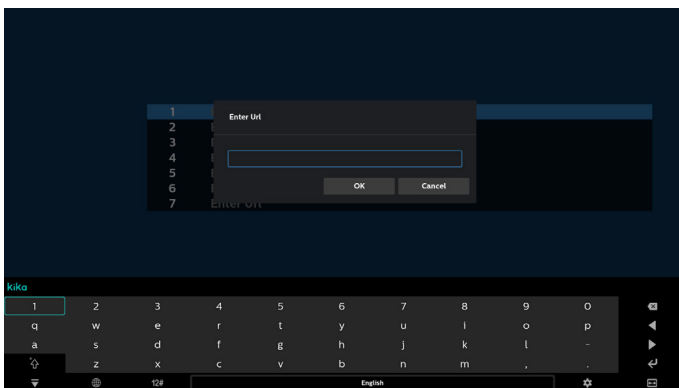 1
Enter Url
2
3
4
5
6
7 Enter Url
OK Cancel
kika
1 2 3 4 5 6 7 8 9 0
q w e r t y u i o p
a s d f g h j k l -
z x c v b n m , .
12# English